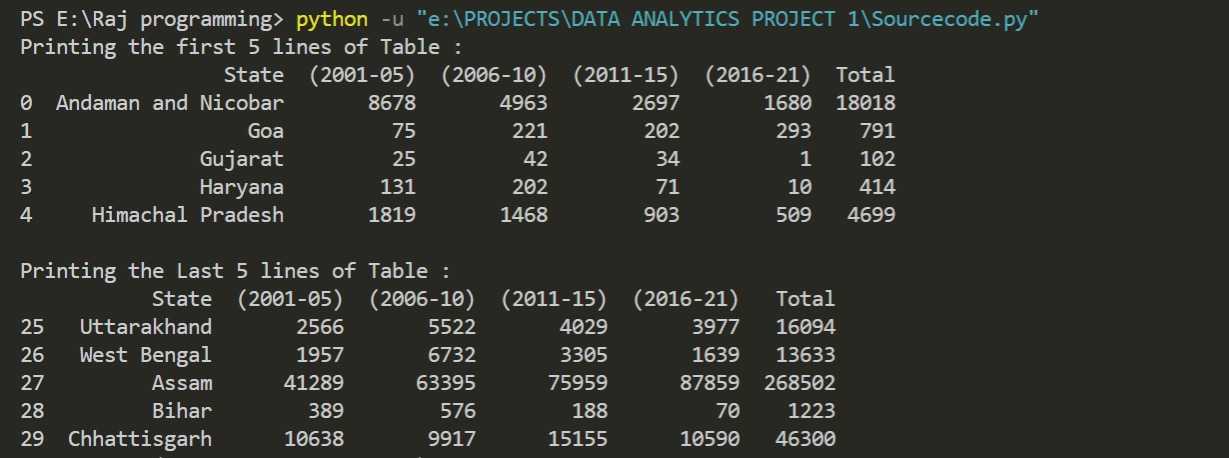 PS E:\Raj programming> python -u "e:\PROJECTS\DATA ANALYTICS PROJECT 1\Sourcecode.py"
Printing the first 5 lines of Table :
State (2001-05) (2006-10) (2011-15) (2016-21) Total
0 Andaman and Nicobar 8678 4963 2697 1680 18018
1 Goa 75 221 202 293 791
2 Gujarat 25 42 34 1 102
3 Haryana 131 202 71 10 414
4 Himachal Pradesh 1819 1468 903 509 4699
Printing the Last 5 lines of Table :
State (2001-05) (2006-10) (2011-15) (2016-21) Total
25 Uttarakhand 2566 5522 4029 3977 16094
26 West Bengal 1957 6732 3305 1639 13633
27 Assam 41289 63395 75959 87859 268502
28 Bihar 389 576 188 70 1223
29 Chhattisgarh 10638 9917 15155 10590 46300